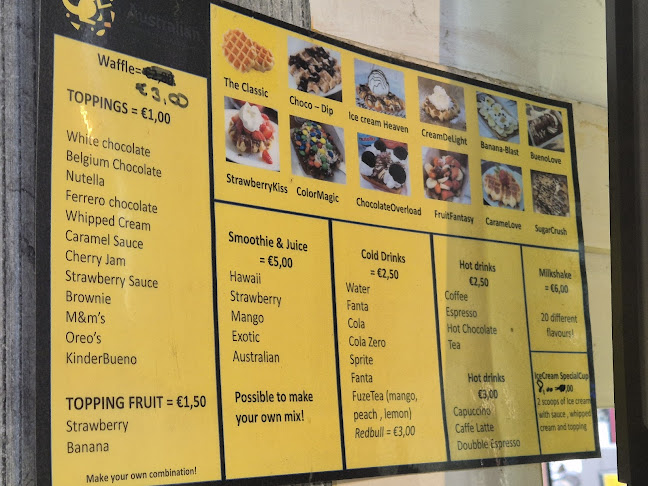 Australian
Waffle=
€3,00
TOPPINGS = €1,00
White chocolate
Belgium Chocolate
Nutella
Ferrero chocolate
Whipped Cream
Caramel Sauce
Cherry Jam
Strawberry Sauce
Brownie
M&m's
Oreo's
KinderBueno
TOPPING FRUIT = €1,50
Strawberry
Banana
Make your own combination!
The Classic
Choco – Dip
Ice cream Heaven
CreamDeLight
Banana-Blast
BuenoLove
StrawberryKiss
ColorMagic
ChocolateOverload
FruitFantasy
CarameLove
SugarCrush
Smoothie & Juice
= €5,00
Hawaii
Strawberry
Mango
Exotic
Australian
Possible to make
your own mix!
Cold Drinks
= €2,50
Water
Fanta
Cola
Cola Zero
Sprite
Fanta
FuzeTea (mango,
peach , lemon)
Redbull = €3,00
Hot drinks
€2,50
Coffee
Espresso
Hot Chocolate
Tea
Hot drinks
€3,00
Capuccino
Caffe Latte
Doubble Espresso
Milkshake
= €6,00
20 different
flavours!
IceCream SpecialCup
2 scoops of Ice cream
with sauce , whipped
cream and topping